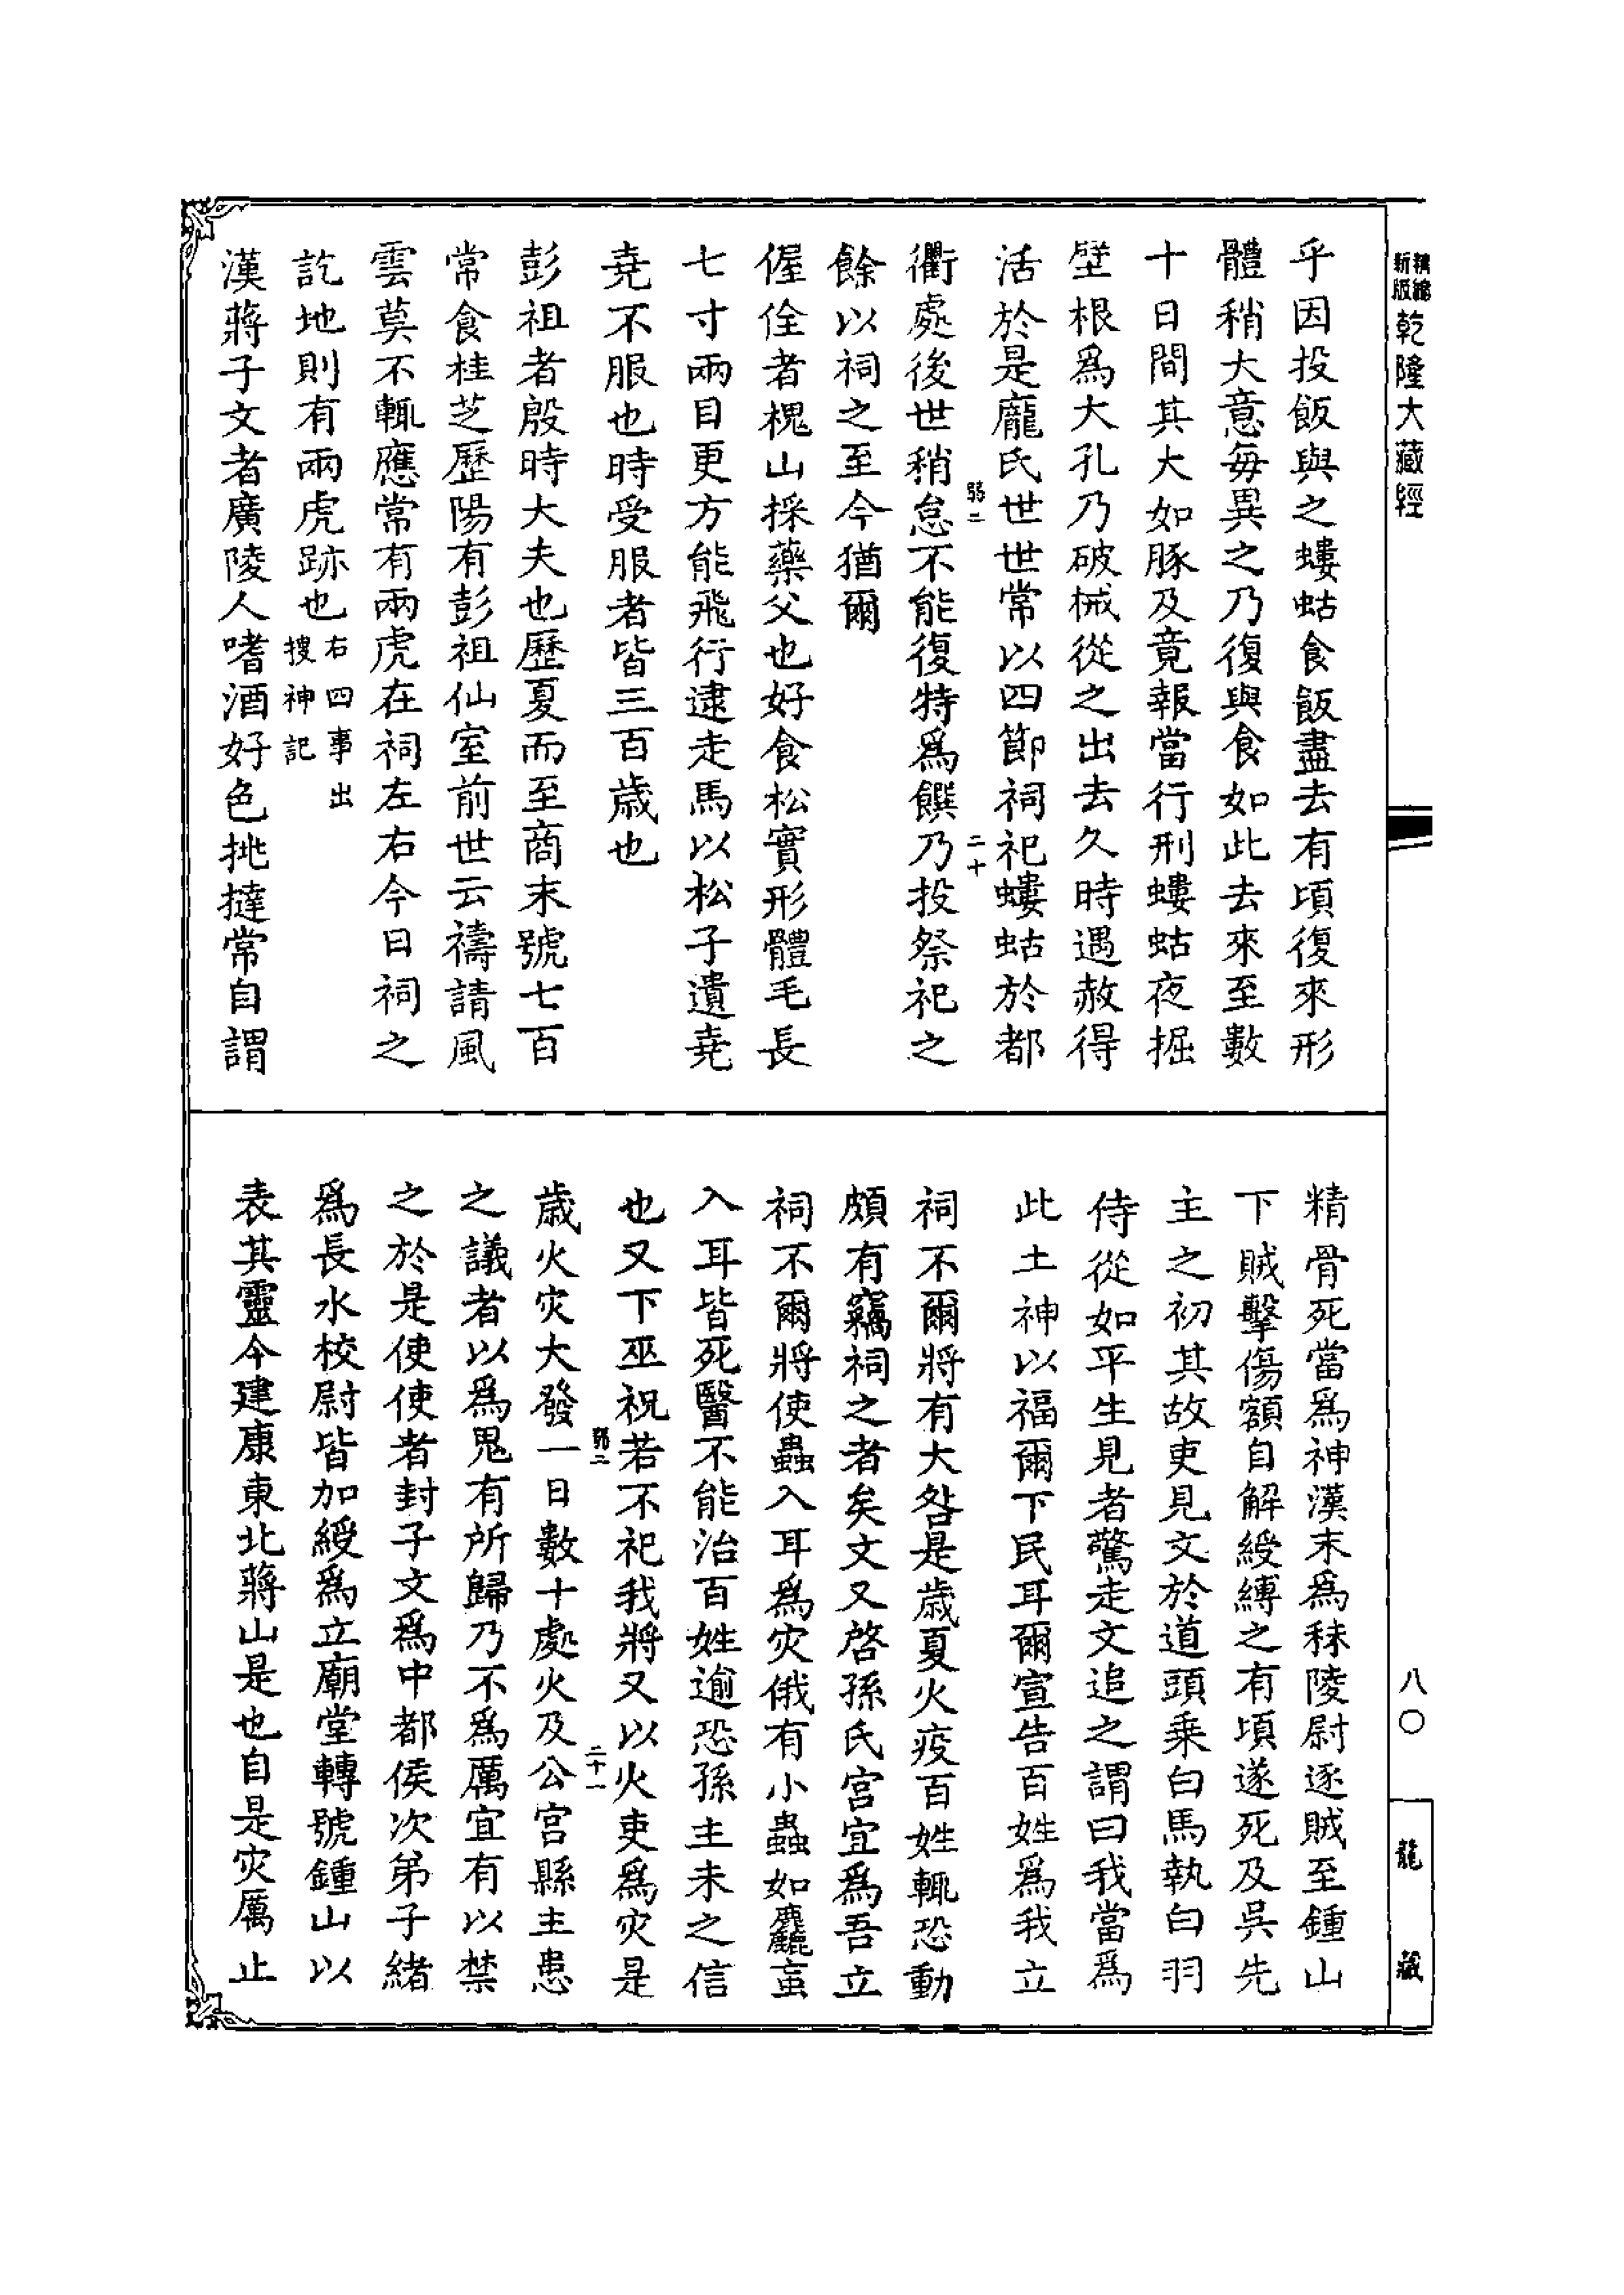 新版精縮
乾隆大藏經
乎因投飯與之螻蛄食飯盡去有頃復來形
體稍大意每異之乃復與食如此去來至數
十日間其大如豚及竟報當行刑螻蛄夜掘
壁根爲大孔乃破械從之出去久時遇赦得
活於是龐氏世世常以四節祠祀螻蛄於都
弱二
二十
衢處後世稍怠不能復特爲饌乃投祭祀之
餘以祠之至今猶爾
偓佺者槐山採藥父也好食松實形體毛長
七寸兩目更方能飛行逮走馬以松子遺堯
堯不服也時受服者皆三百歲也
彭祖者殷時大夫也歷夏而至商末號七百
常食桂芝歷陽有彭祖仙室前世云禱請風
雲莫不輒應常有兩虎在祠左右今日祠之
訖地則有兩虎跡也右四事出搜神記
漢蔣子文者廣陵人嗜酒好色挑撻常自謂
精骨死當爲神漢末爲秣陵尉逐賊至鍾山
下賊擊傷額自解綬縛之有頃遂死及吳先
主之初其故吏見文於道頭乘白馬執白羽
侍從如平生見者驚走文追之謂曰我當爲
此土神以福爾下民耳爾宣告百姓爲我立
祠不爾將有大咎是歲夏火疫百姓輒恐動
頗有竊祠之者矣文又啓孫氏宮宜爲吾立
祠不爾將使蟲入耳爲灾俄有小蟲如麤䖟
入耳皆死醫不能治百姓逾恐孫主未之信
也又下巫祝若不祀我將又以火吏爲灾是
弱二
二十一
歲火灾大發一日數十處火及公宮縣主患
之議者以爲鬼有所歸乃不爲厲宜有以禁
之於是使使者封子文爲中都侯次弟子緒
爲長水校尉皆加綬爲立廟堂轉號鍾山以
表其靈今建康東北蔣山是也自是灾厲止
八〇
龍藏